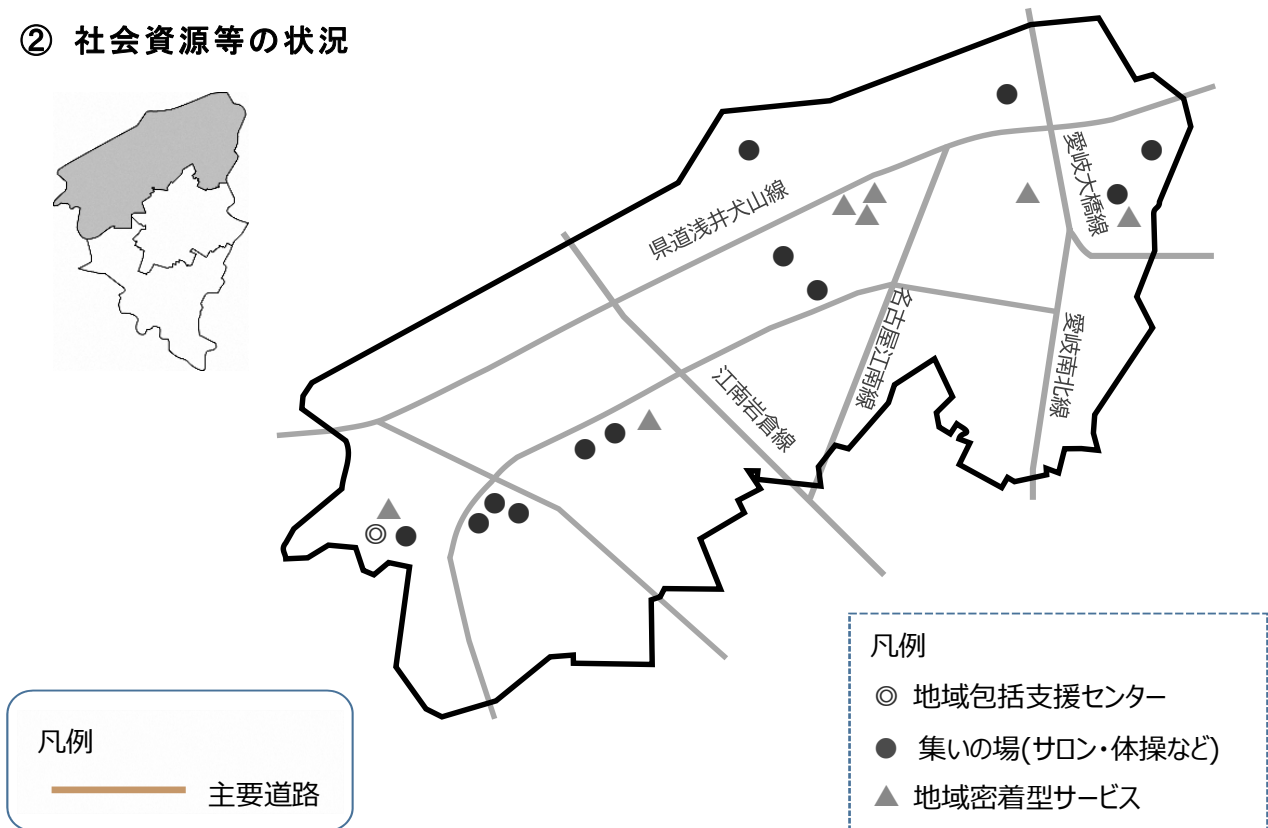 ② 社会資源等の状況
県道浅井犬山線
愛岐大橋線
名古屋江南線
愛岐南北線
江南岩倉線
凡例
主要道路
凡例
◎ 地域包括支援センター
● 集いの場(サロン・体操など)
▲ 地域密着型サービス